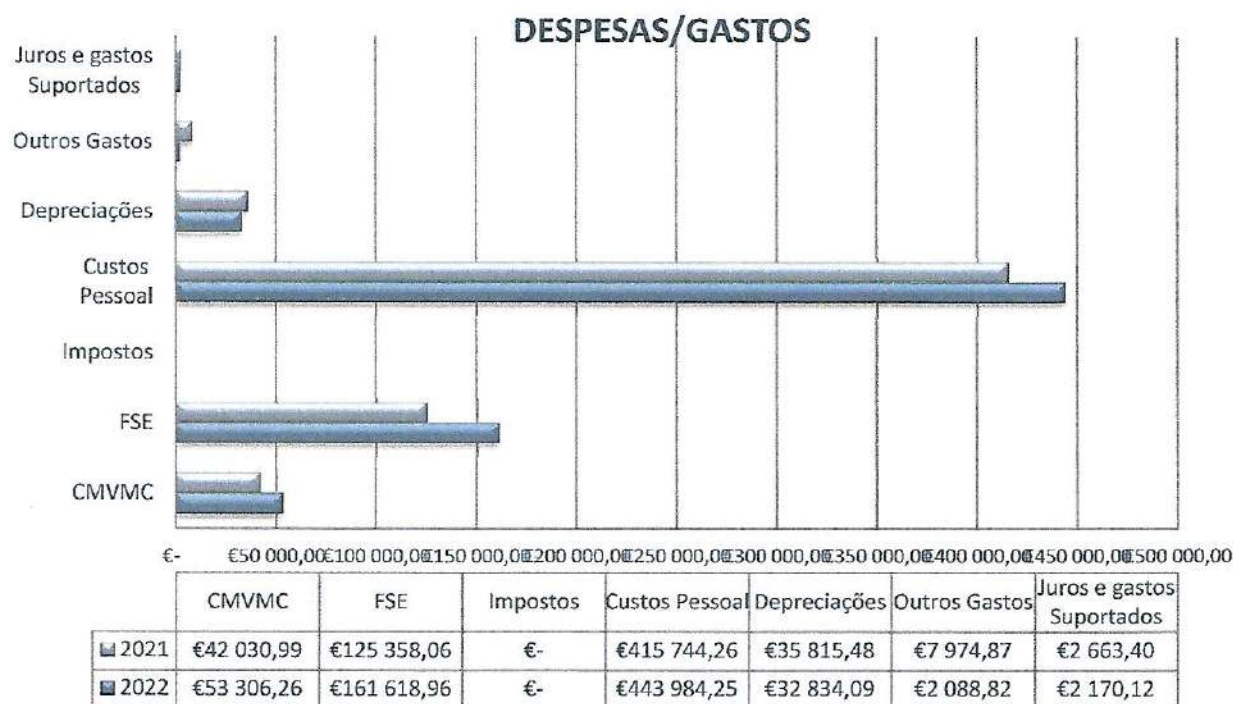 DESPESAS/GASTOS
Juros e gastos
Suportados
Outros Gastos
Depreciações
Custos
Pessoal
Impostos
FSE
CMVMC
€- €50 000,00 €100 000,00 €150 000,00 €200 000,00 €250 000,00 €300 000,00 €350 000,00 €400 000,00 €450 000,00 €500 000,00
CMVMC FSE Impostos Custos Pessoal Depreciações Outros Gastos Juros e gastos
Suportados
2021 €42 030,99 €125 358,06 €- €415 744,26 €35 815,48 €7 974,87 €2 663,40
2022 €53 306,26 €161 618,96 €- €443 984,25 €32 834,09 €2 088,82 €2 170,12